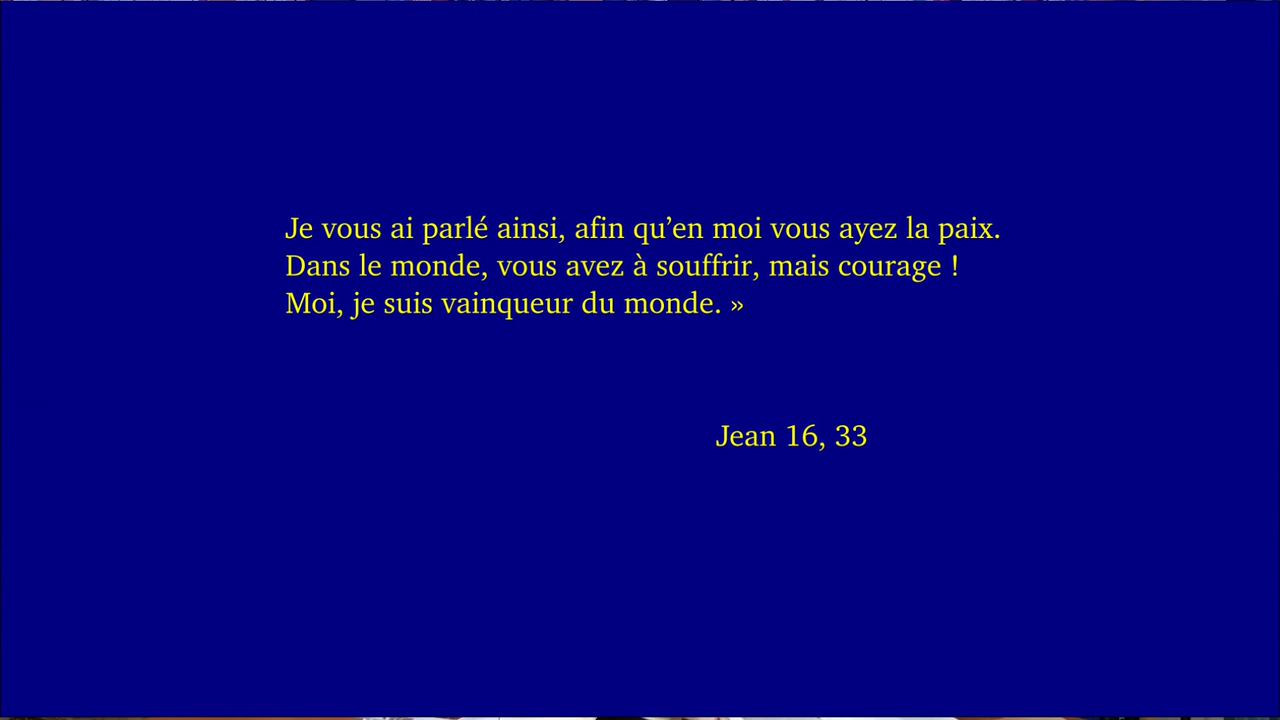 Je vous ai parlé ainsi, afin qu’en moi vous ayez la paix.
Dans le monde, vous avez à souffrir, mais courage !
Moi, je suis vainqueur du monde. »
Jean 16, 33